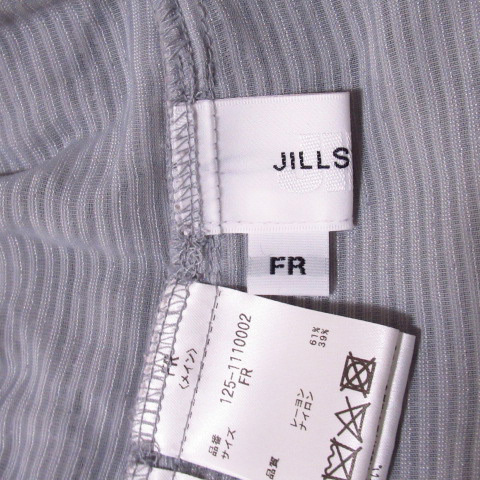 JILLS
FR
FR
(メイン)
品番 125-1110002
サイズ FR
品質 レーヨン 61%
ナイロン 39%